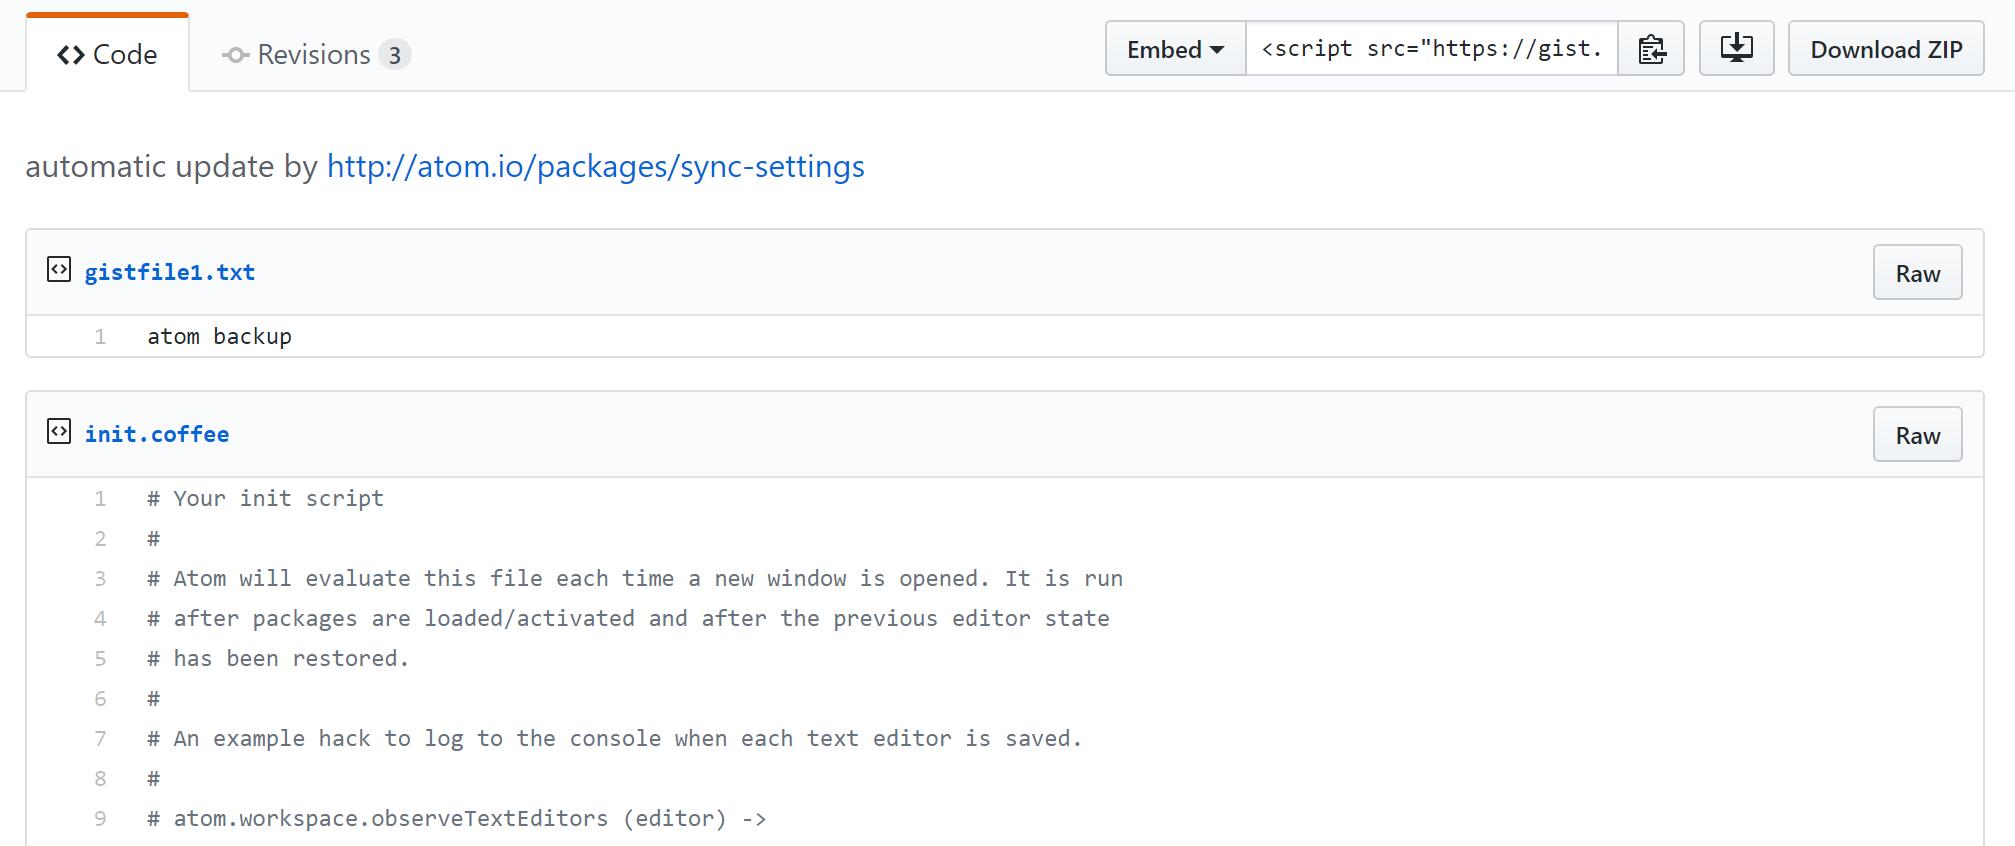 Code
Revisions 3
Embed
<script src="https://gist.
Download ZIP
automatic update by http://atom.io/packages/sync-settings
gistfile1.txt
Raw
1 atom backup
init.coffee
Raw
1 # Your init script
2 #
3 # Atom will evaluate this file each time a new window is opened. It is run
4 # after packages are loaded/activated and after the previous editor state
5 # has been restored.
6 #
7 # An example hack to log to the console when each text editor is saved.
8 #
9 # atom.workspace.observeTextEditors (editor) ->